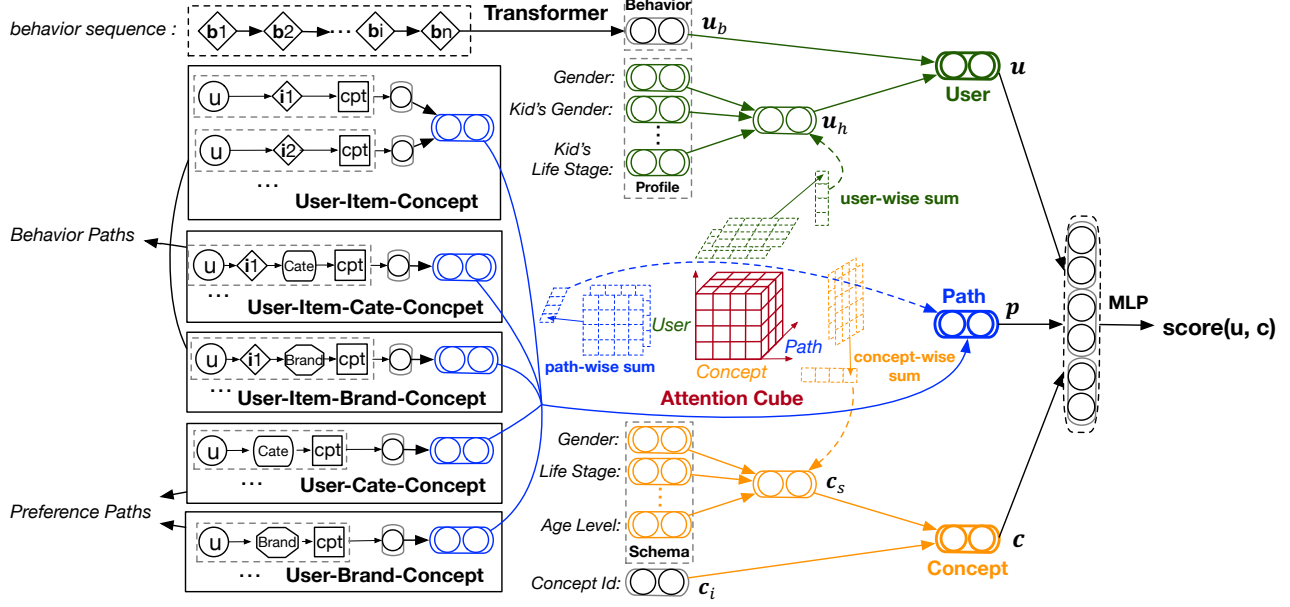 behavior sequence :
b1
b2
...
bi
bn
Transformer
Behavior
u_b
u
i1
cpt
u
i2
cpt
...
User-Item-Concept
Gender:
Kid's Gender:
⋮
Kid's
Life Stage:
Profile
u_h
u
User
user-wise sum
Behavior Paths
u
i1
Cate
cpt
...
User-Item-Cate-Concpet
u
i1
Brand
cpt
...
User-Item-Brand-Concept
path-wise sum
User
Path
Concept
Attention Cube
concept-wise
sum
Path
p
MLP
score(u, c)
u
Cate
cpt
...
User-Cate-Concept
Preference Paths
u
Brand
cpt
...
User-Brand-Concept
Gender:
Life Stage:
⋮
Age Level:
Schema
Concept Id:
c_i
c_s
c
Concept